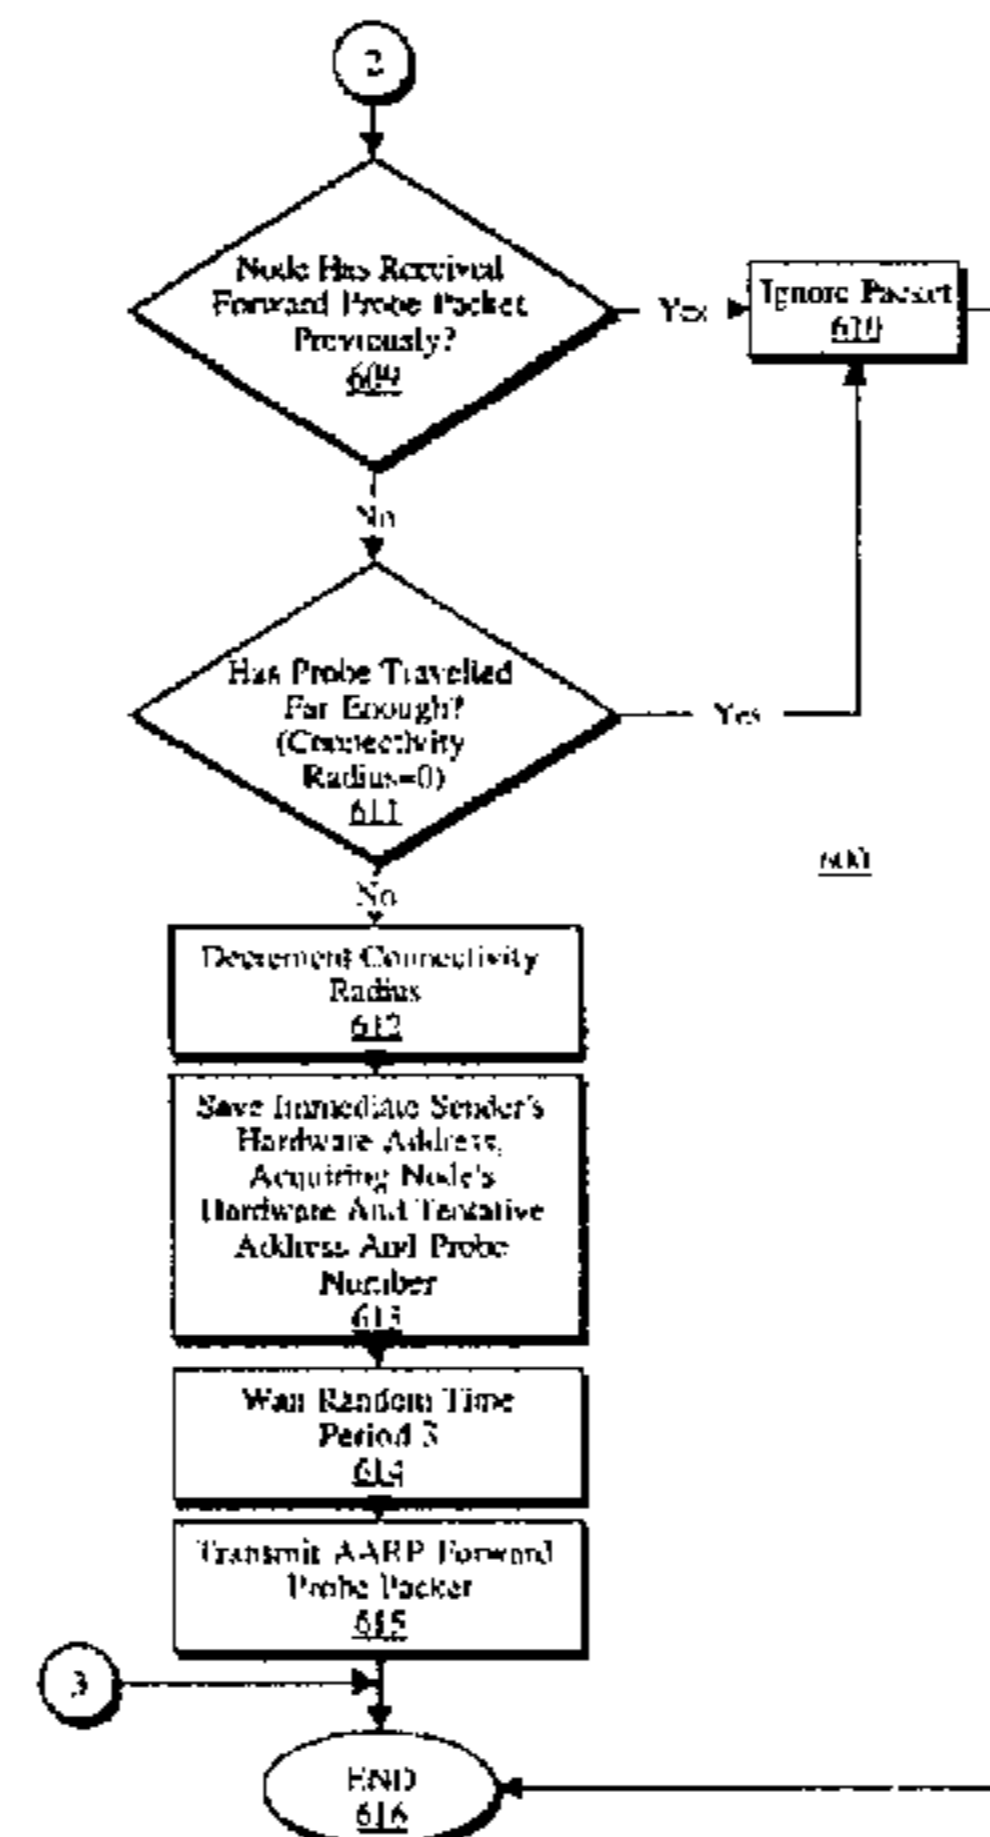 2
Node Has Received
Forward Probe Packet
Previously?
609
Yes
Ignore Packet
610
No
Has Probe Travelled
Far Enough?
(Connectivity
Radius=0)
611
Yes
600
No
Decrement Connectivity
Radius
612
Save Immediate Sender's
Hardware Address,
Acquiring Node's
Hardware And Tentative
Address And Probe
Number
613
Wait Random Time
Period 3
614
Transmit AARP Forward
Probe Packet
615
3
END
616